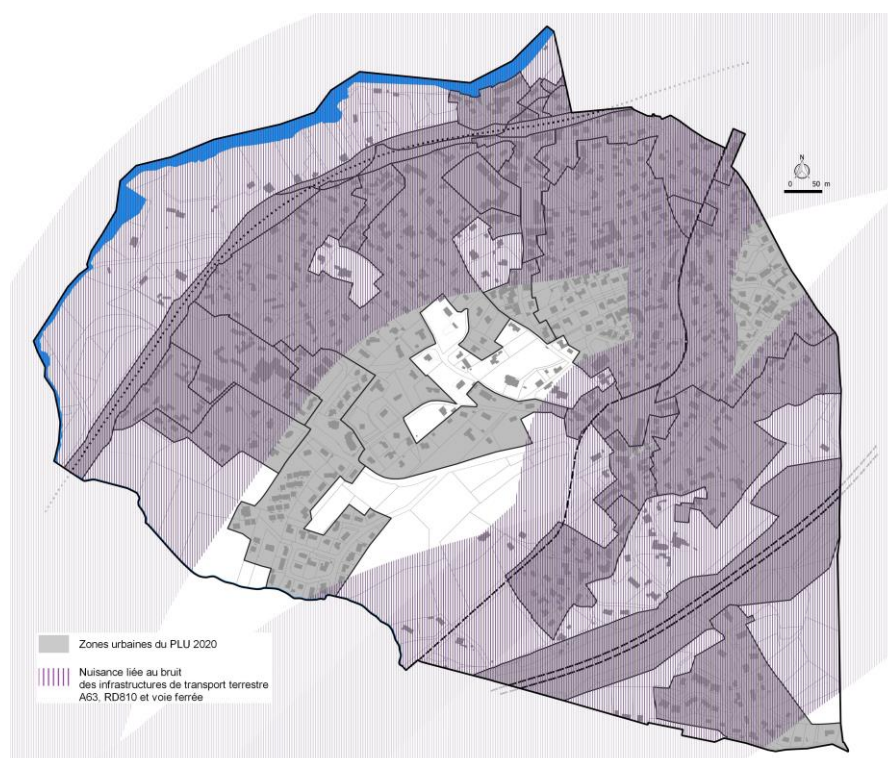 N
0 50 m
Zones urbaines du PLU 2020
Nuisance liée au bruit
des infrastructures de transport terrestre
A63, RD810 et voie ferrée